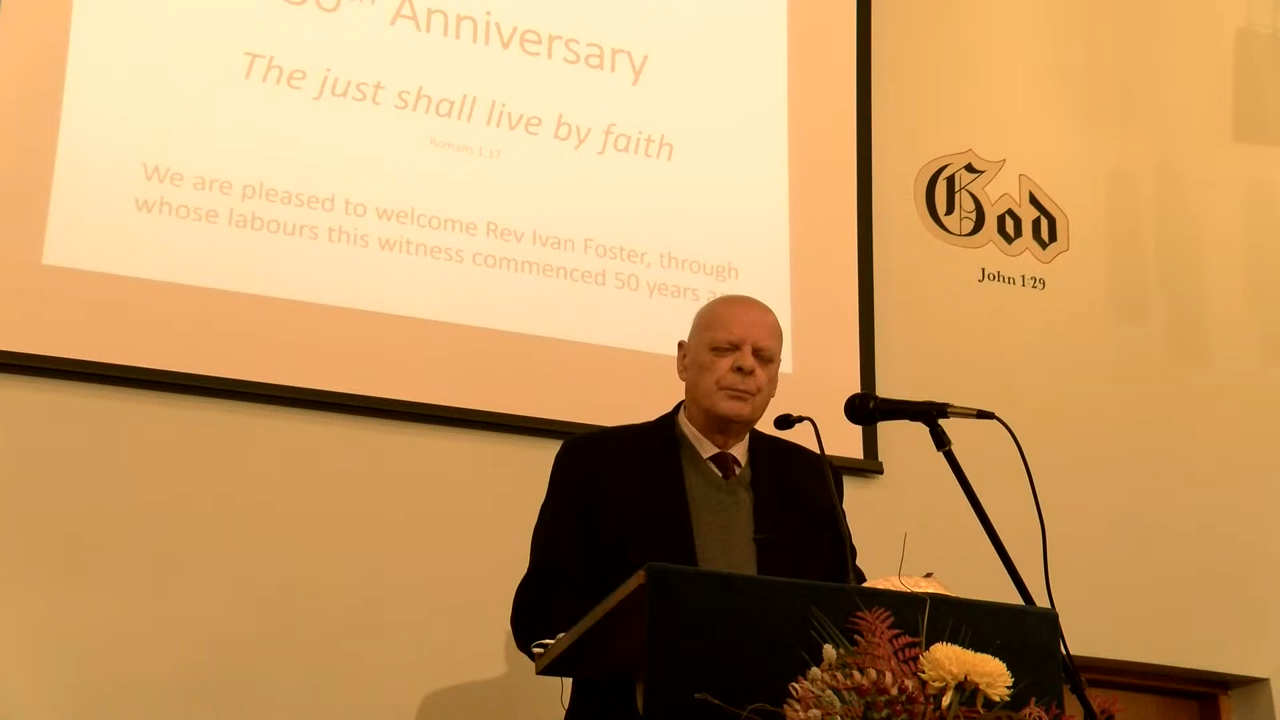 Anniversary
The just shall live by faith
Romans 1:17
We are pleased to welcome Rev Ivan Foster, through
whose labours this witness commenced 50 years
God
John 1:29